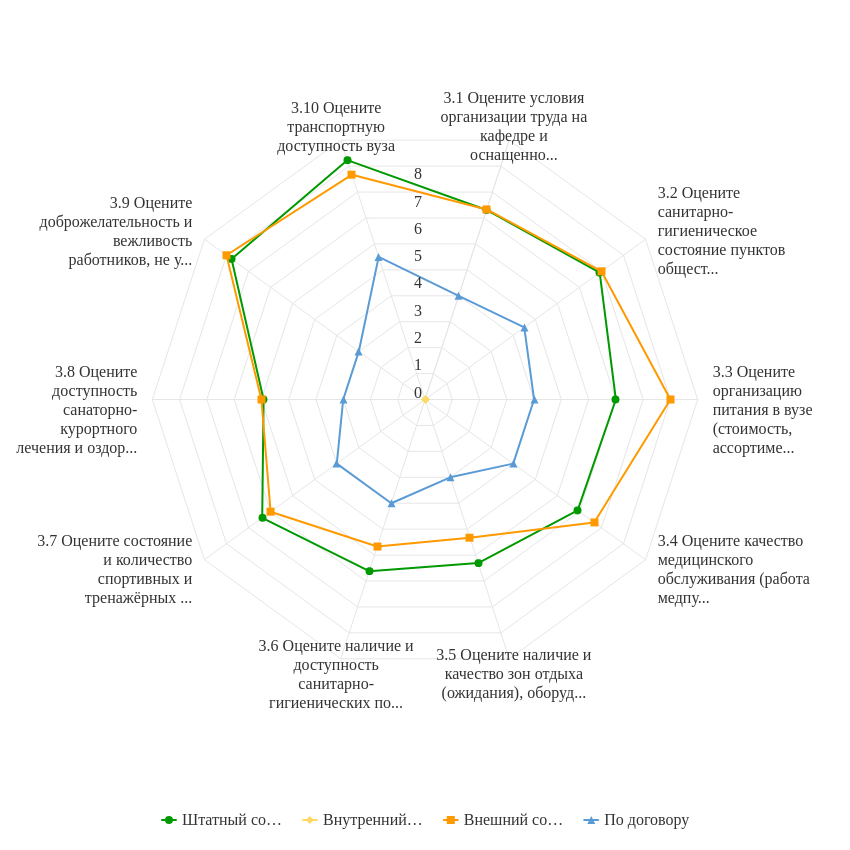 3.1 Оцените условия
организации труда на
кафедре и
оснащенно...
3.10 Оцените
транспортную
доступность вуза
3.2 Оцените
санитарно-
гигиеническое
состояние пунктов
общест...
3.9 Оцените
доброжелательность и
вежливость
работников, не у...
8
7
6
5
4
3
2
1
0
3.3 Оцените
организацию
питания в вузе
(стоимость,
ассортиме...
3.8 Оцените
доступность
санаторно-
курортного
лечения и оздор...
3.4 Оцените качество
медицинского
обслуживания (работа
медпу...
3.7 Оцените состояние
и количество
спортивных и
тренажёрных ...
3.5 Оцените наличие и
качество зон отдыха
(ожидания), оборуд...
3.6 Оцените наличие и
доступность
санитарно-
гигиенических по...
Штатный со… Внутренний… Внешний со… По договору